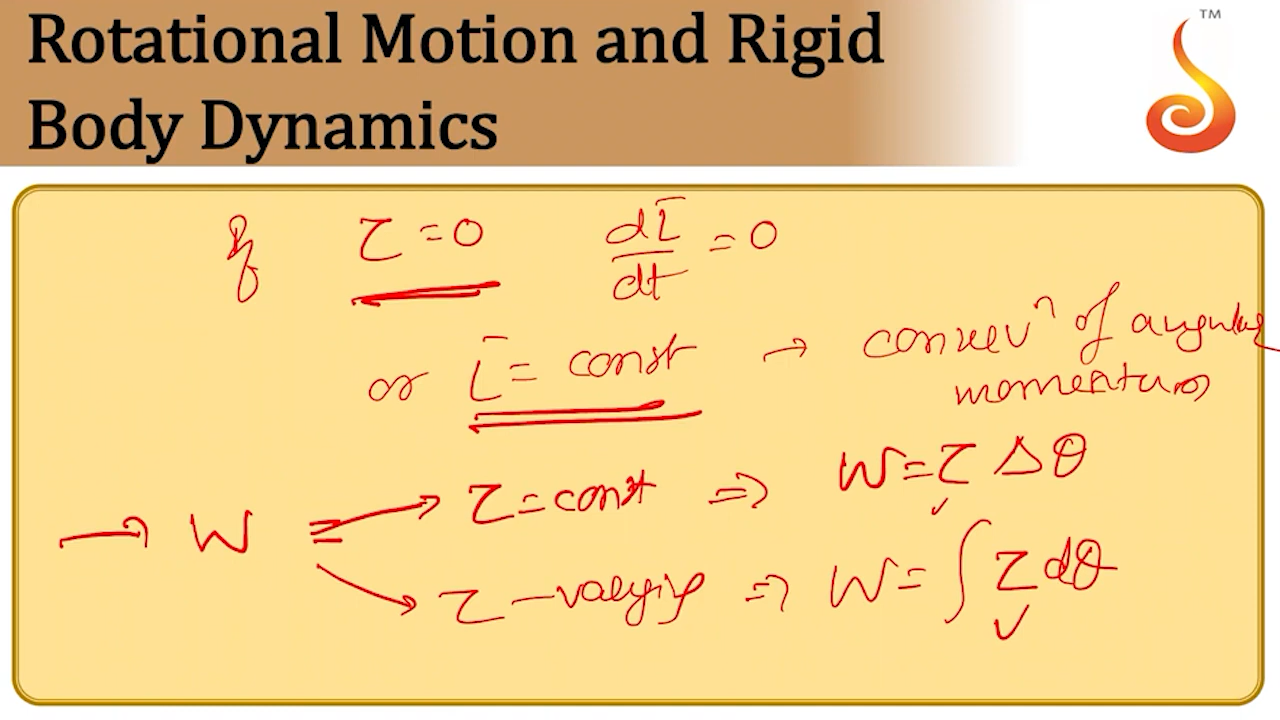 Rotational Motion and Rigid
Body Dynamics
TM
If τ = 0 dL̄/dt = 0
or L̄ = const → conserv^n of angular
momentum
→ W = τ = const ⇒ W = τ Δθ
τ – varying ⇒ W = ∫ τ dθ